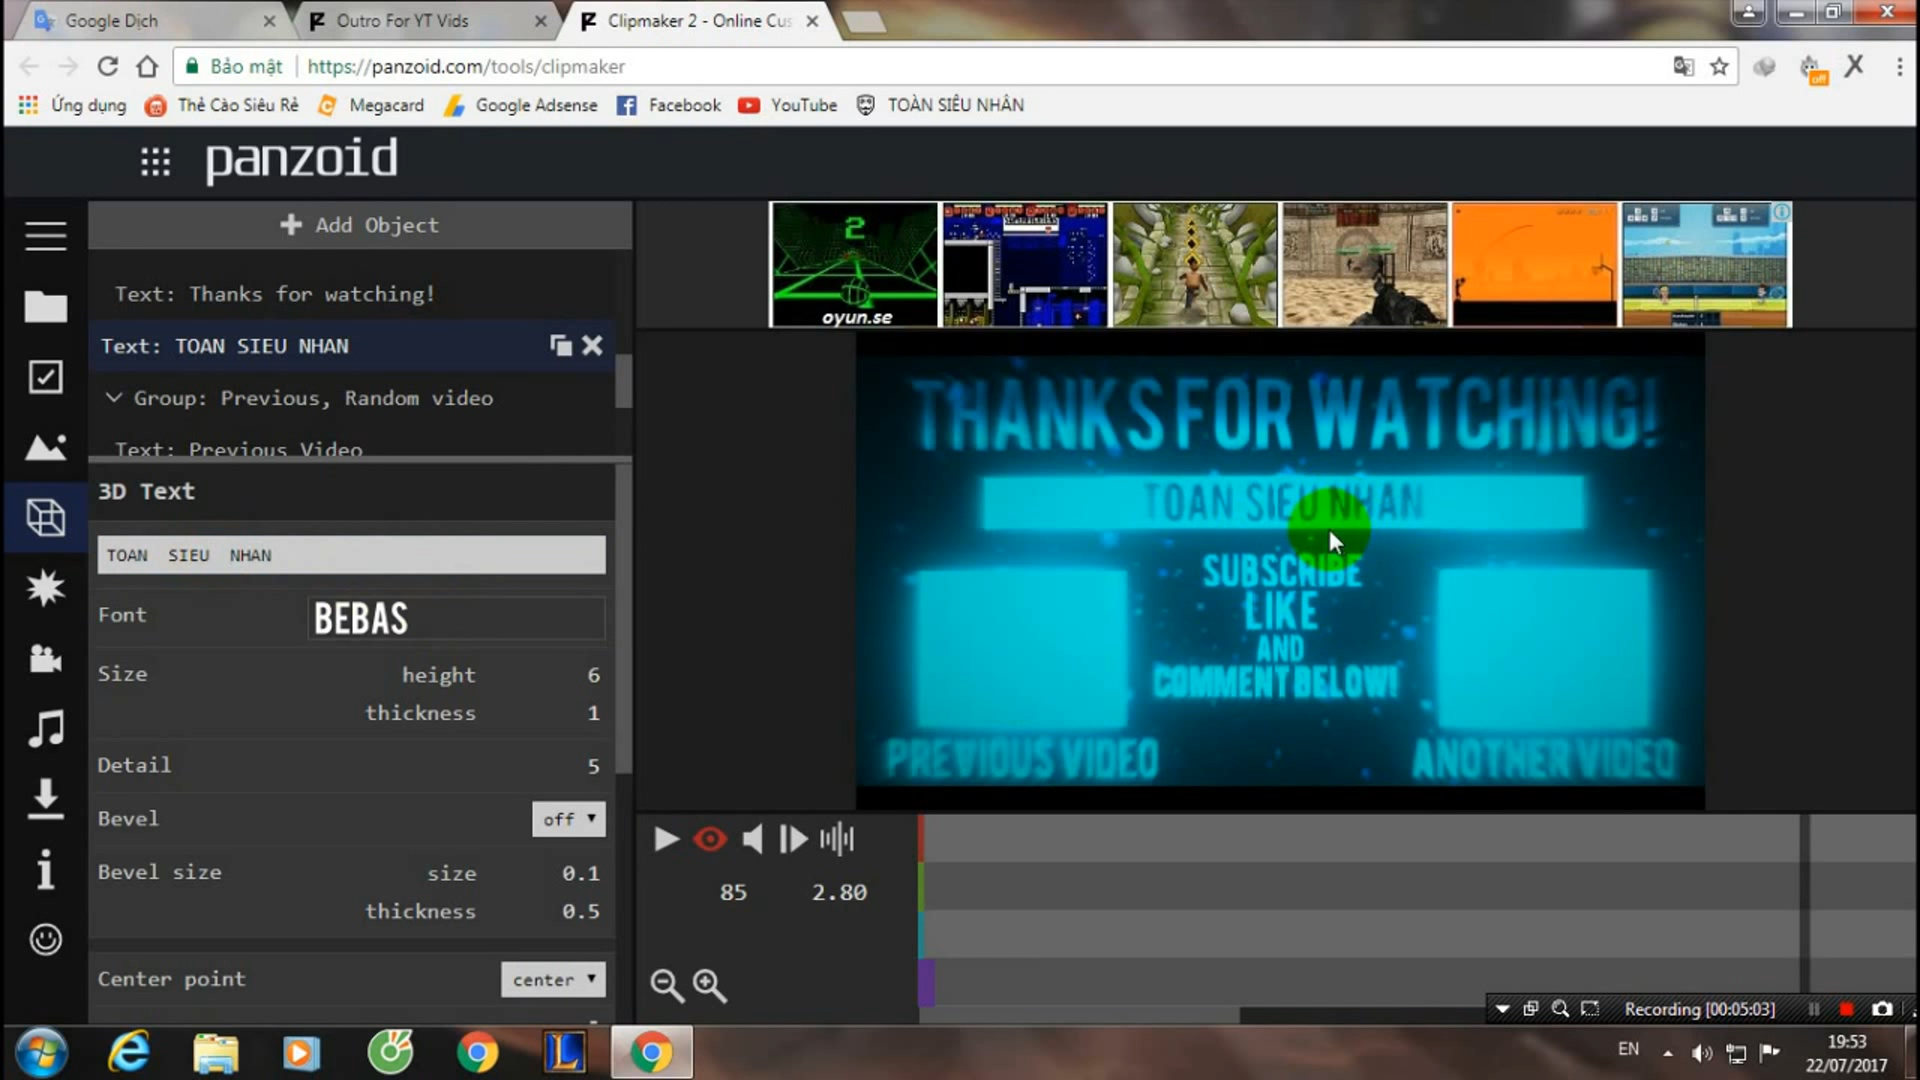 Google Dịch
Outro For YT Vids
Clipmaker 2 - Online Cus
Bảo mật
https://panzoid.com/tools/clipmaker
off
Ứng dụng
Thẻ Cào Siêu Rẻ
Megacard
Google Adsense
Facebook
YouTube
TOÀN SIÊU NHÂN
panzoid
Add Object
Text: Thanks for watching!
Text: TOAN SIEU NHAN
Group: Previous, Random video
Text: Previous Video
2
oyun.se
3D Text
TOAN SIEU NHAN
Font BEBAS
Size height 6
thickness 1
Detail 5
Bevel off
Bevel size size 0.1
thickness 0.5
Center point center
THANKS FOR WATCHING!
TOAN SIEU NHAN
SUBSCRIBE
LIKE
AND
COMMENT BELOW!
PREVIOUS VIDEO
ANOTHER VIDEO
85 2.80
Recording [00:05:03]
EN
19:53
22/07/2017